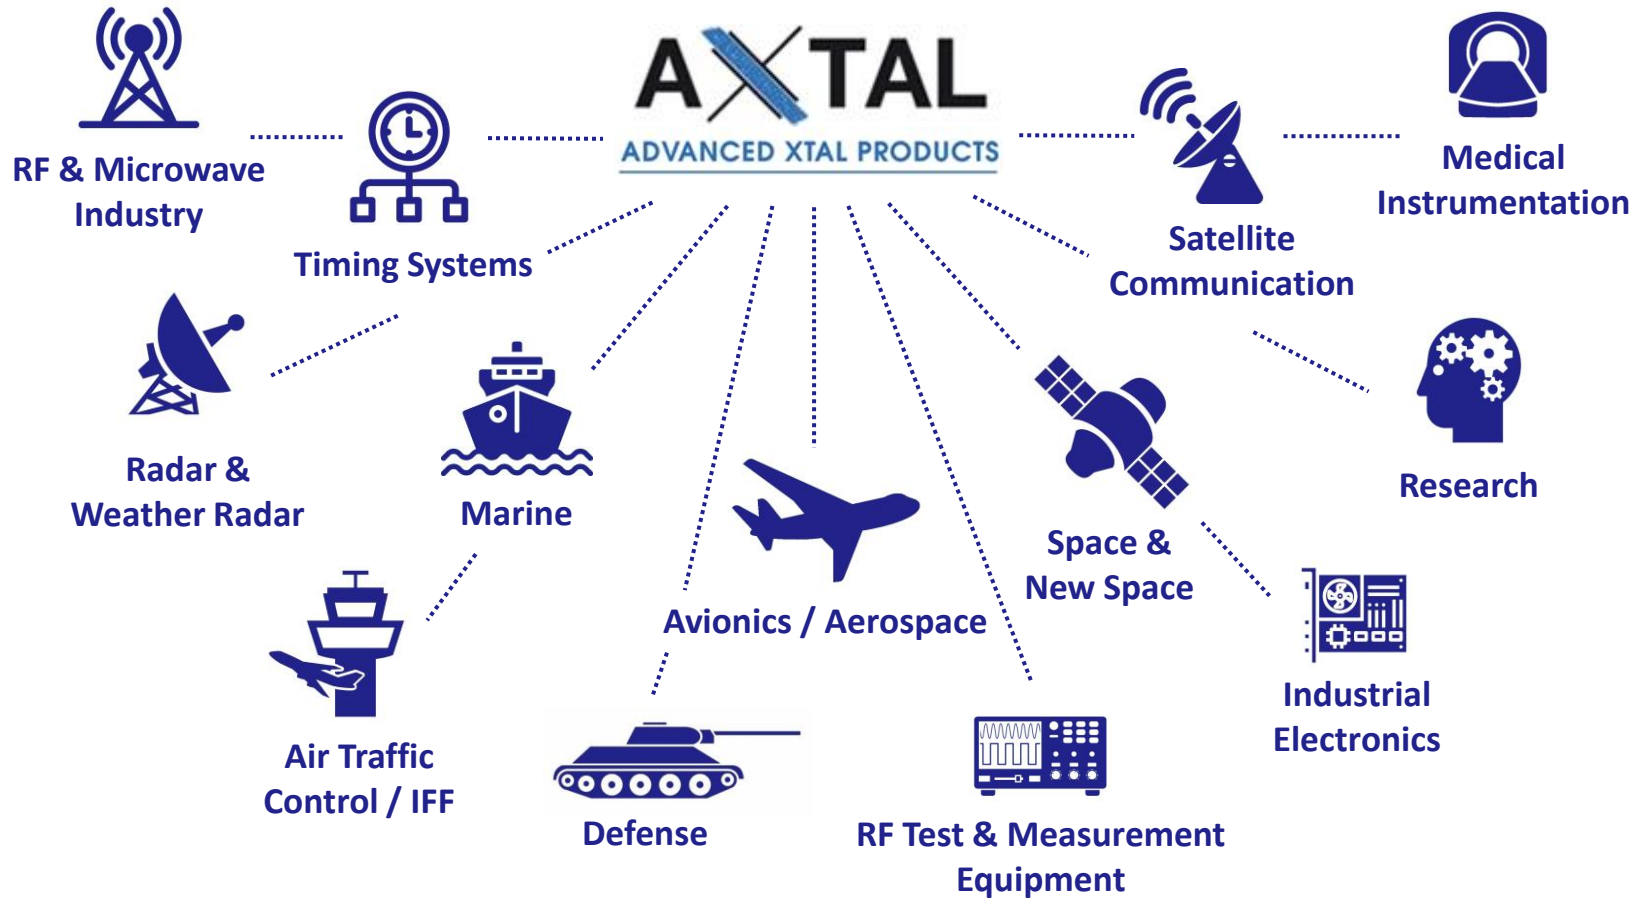 AXTAL
ADVANCED XTAL PRODUCTS
RF & Microwave
Industry
Timing Systems
Satellite
Communication
Medical
Instrumentation
Radar &
Weather Radar
Marine
Avionics / Aerospace
Space &
New Space
Research
Air Traffic
Control / IFF
Defense
RF Test & Measurement
Equipment
Industrial
Electronics